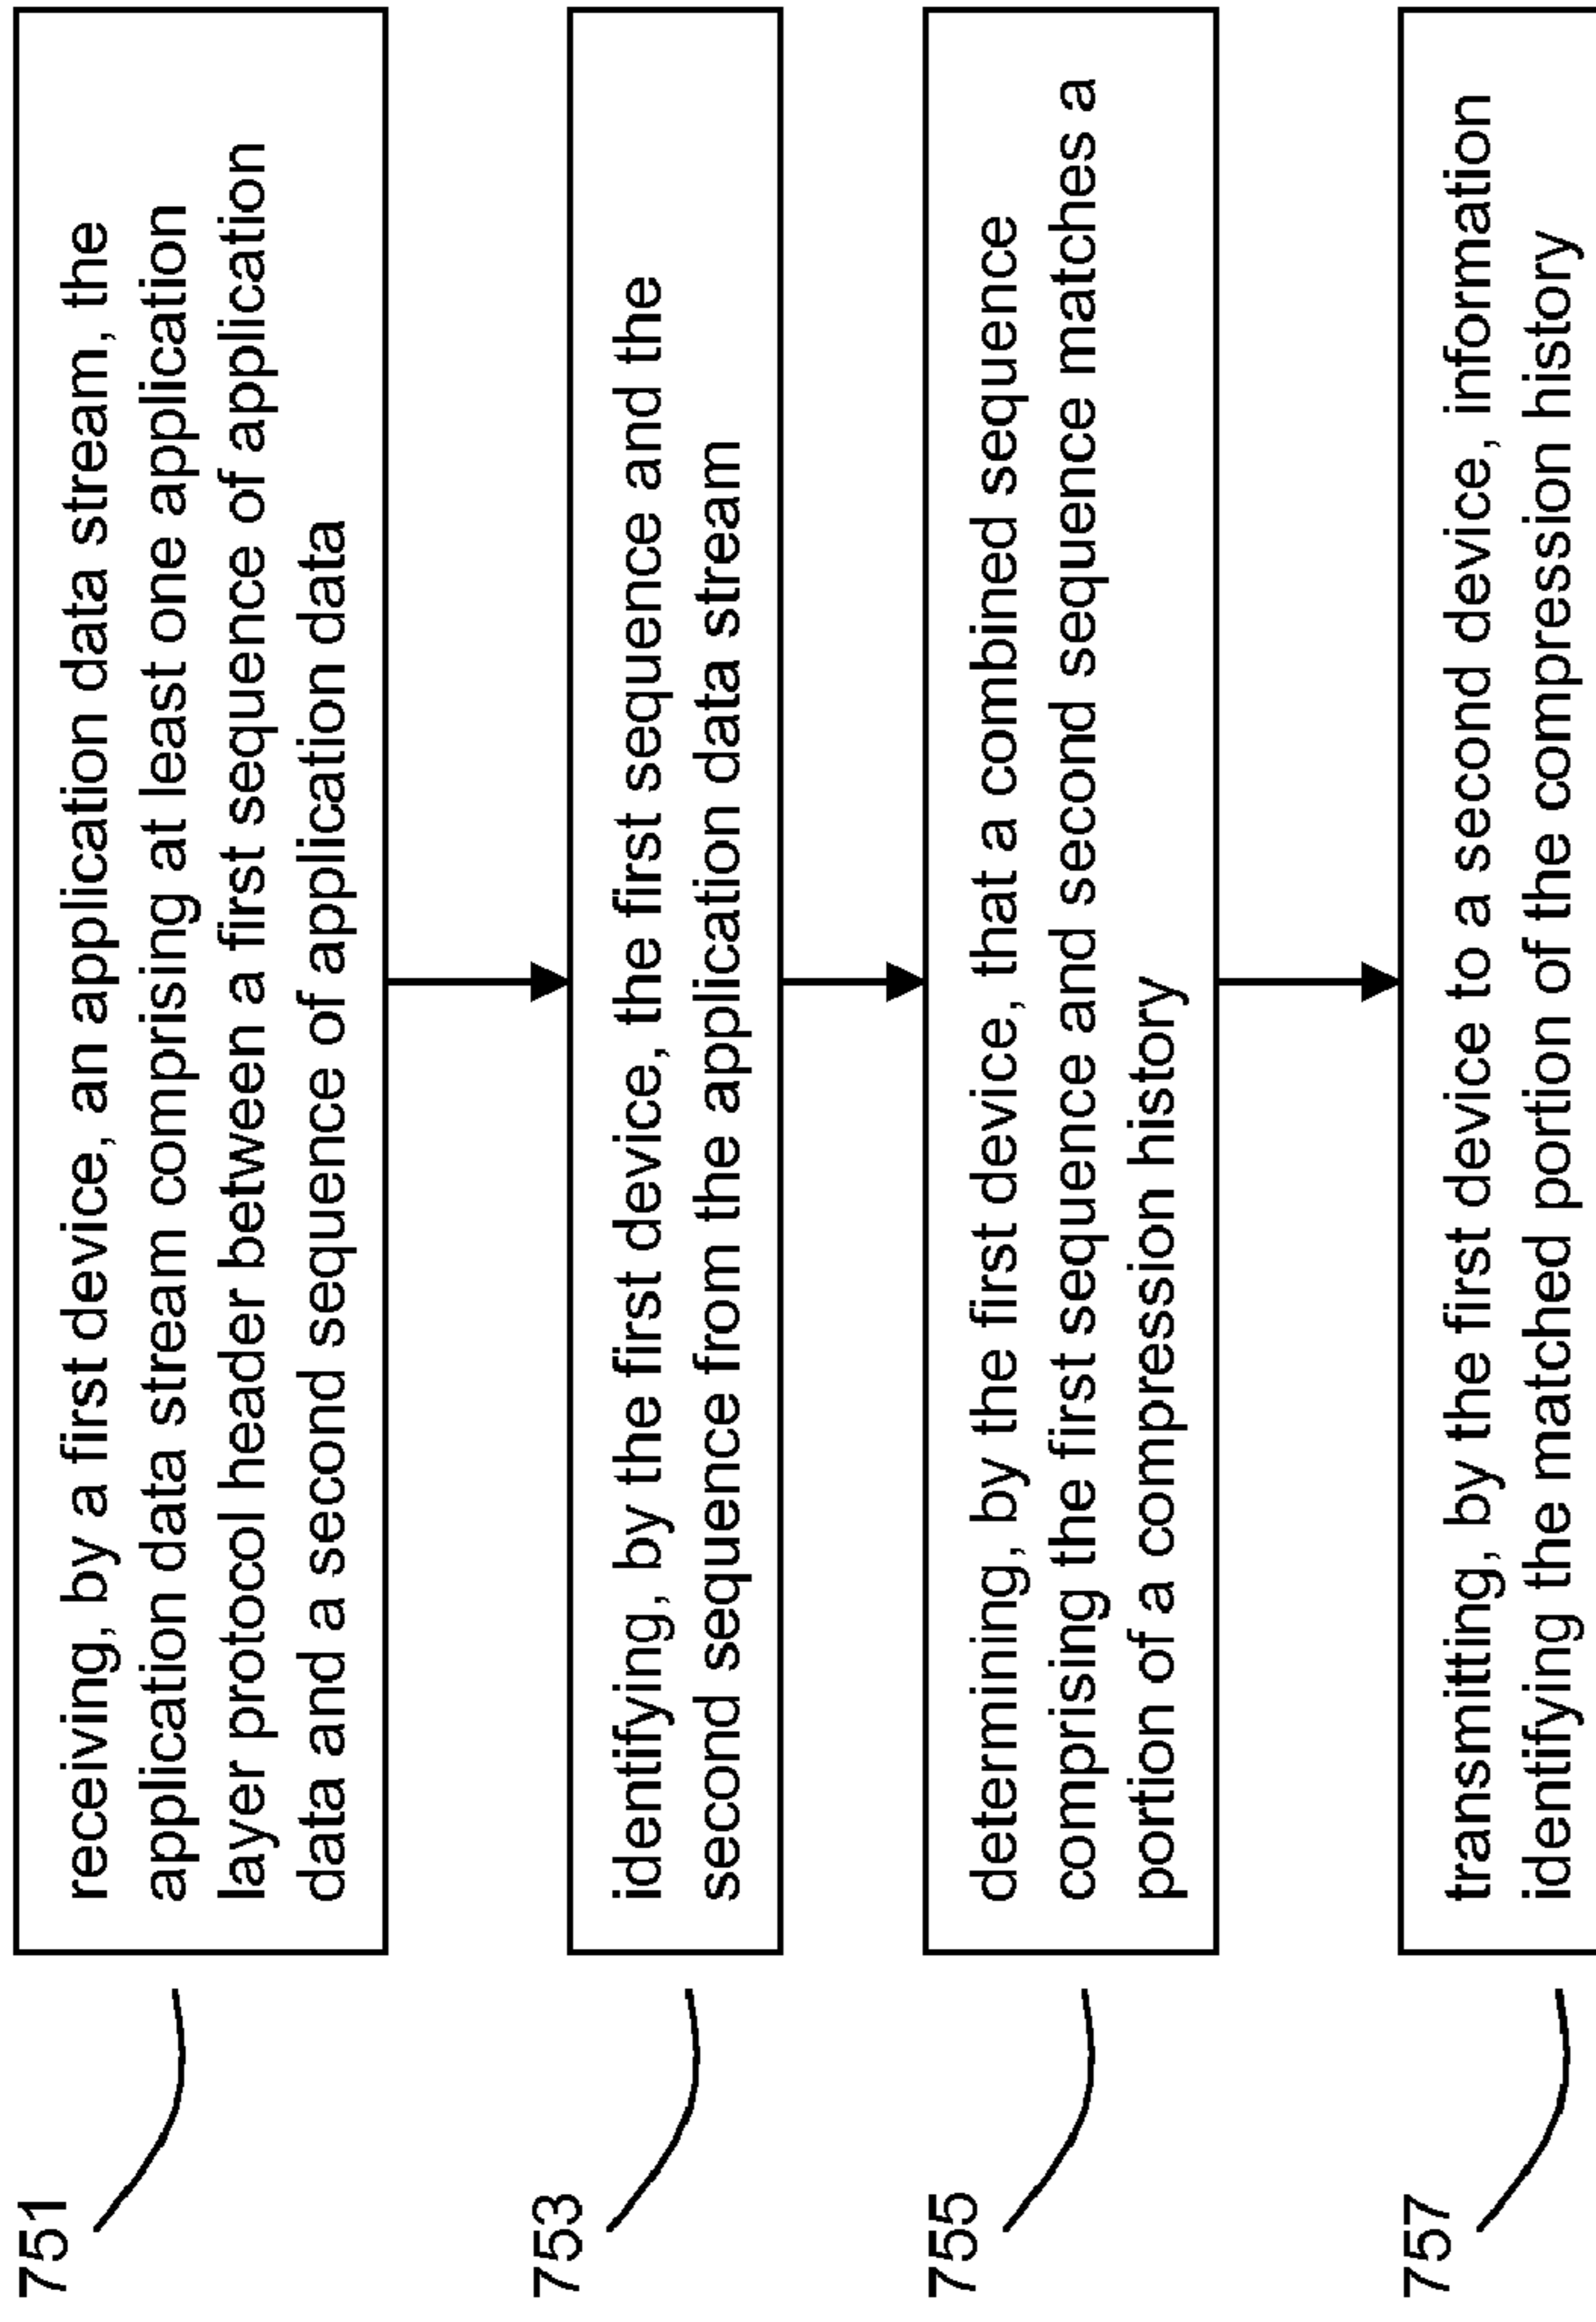 751
receiving, by a first device, an application data stream, the
application data stream comprising at least one application
layer protocol header between a first sequence of application
data and a second sequence of application data
753
identifying, by the first device, the first sequence and the
second sequence from the application data stream
755
determining, by the first device, that a combined sequence
comprising the first sequence and second sequence matches a
portion of a compression history
757
transmitting, by the first device to a second device, information
identifying the matched portion of the compression history